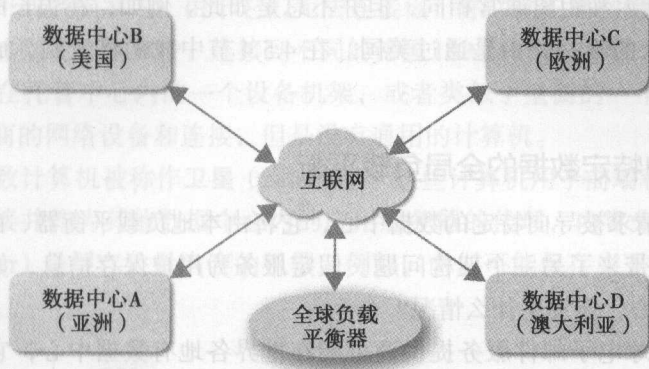 数据中心B
（美国）
数据中心C
（欧洲）
互联网
数据中心A
（亚洲）
全球负载
平衡器
数据中心D
（澳大利亚）